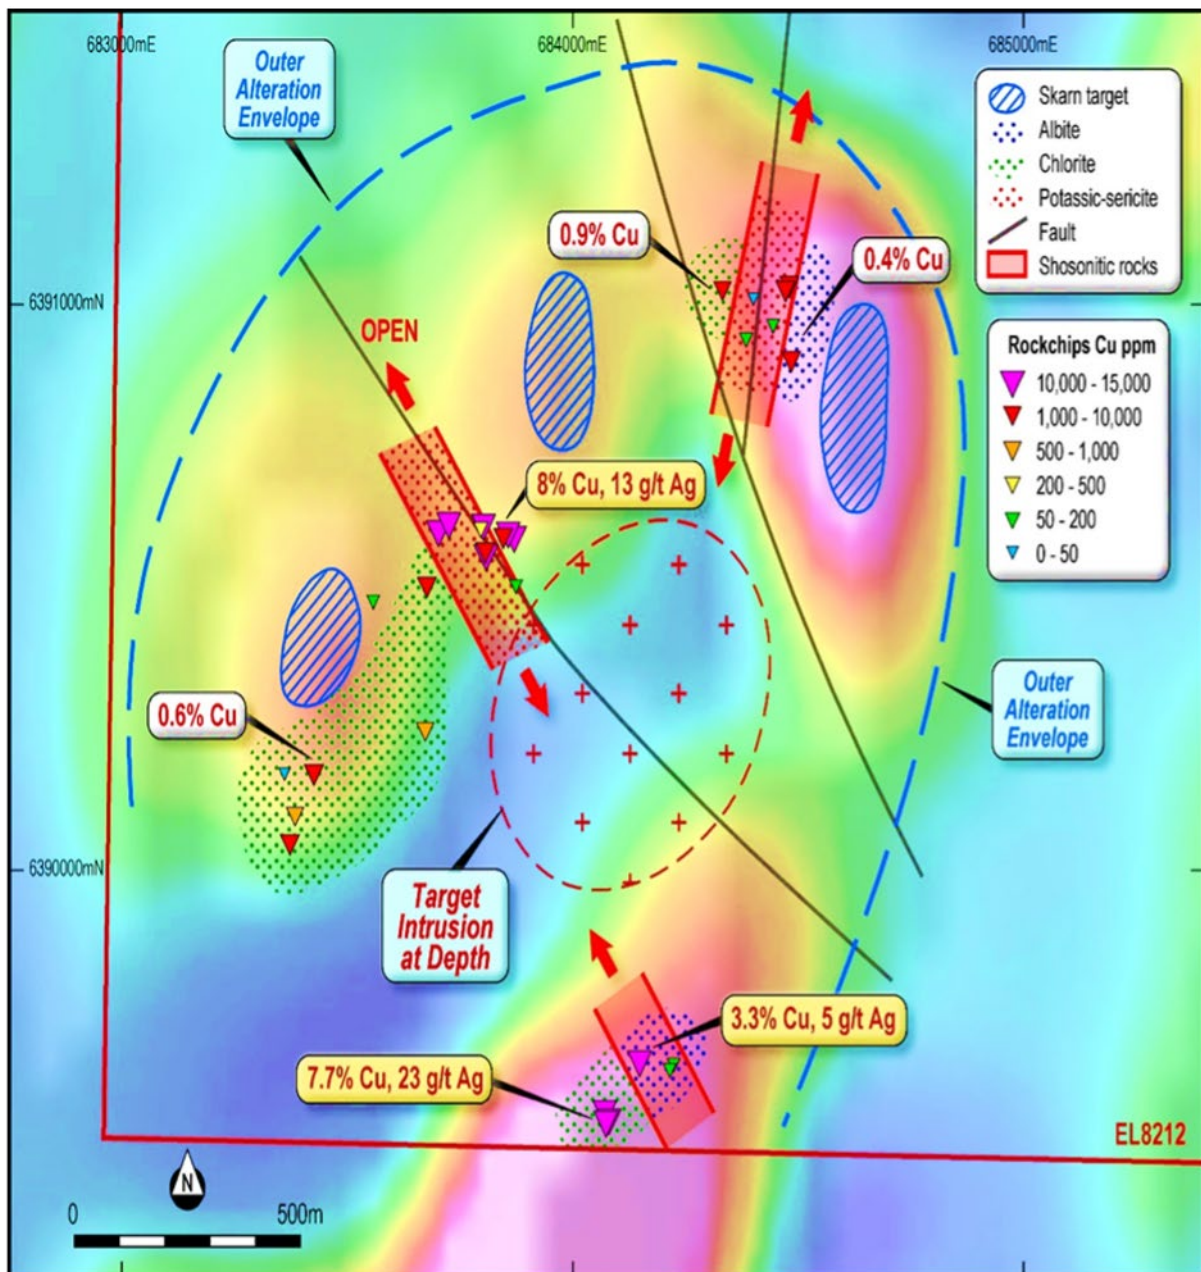 683000mE
684000mE
685000mE
Outer
Alteration
Envelope
Skarn target
Albite
Chlorite
Potassic-sericite
Fault
Shosonitic rocks
0.9% Cu
0.4% Cu
6391000mN
OPEN
Rockchips Cu ppm
10,000 - 15,000
1,000 - 10,000
500 - 1,000
200 - 500
50 - 200
0 - 50
8% Cu, 13 g/t Ag
0.6% Cu
Outer
Alteration
Envelope
6390000mN
Target
Intrusion
at Depth
3.3% Cu, 5 g/t Ag
7.7% Cu, 23 g/t Ag
EL8212
N
0
500m